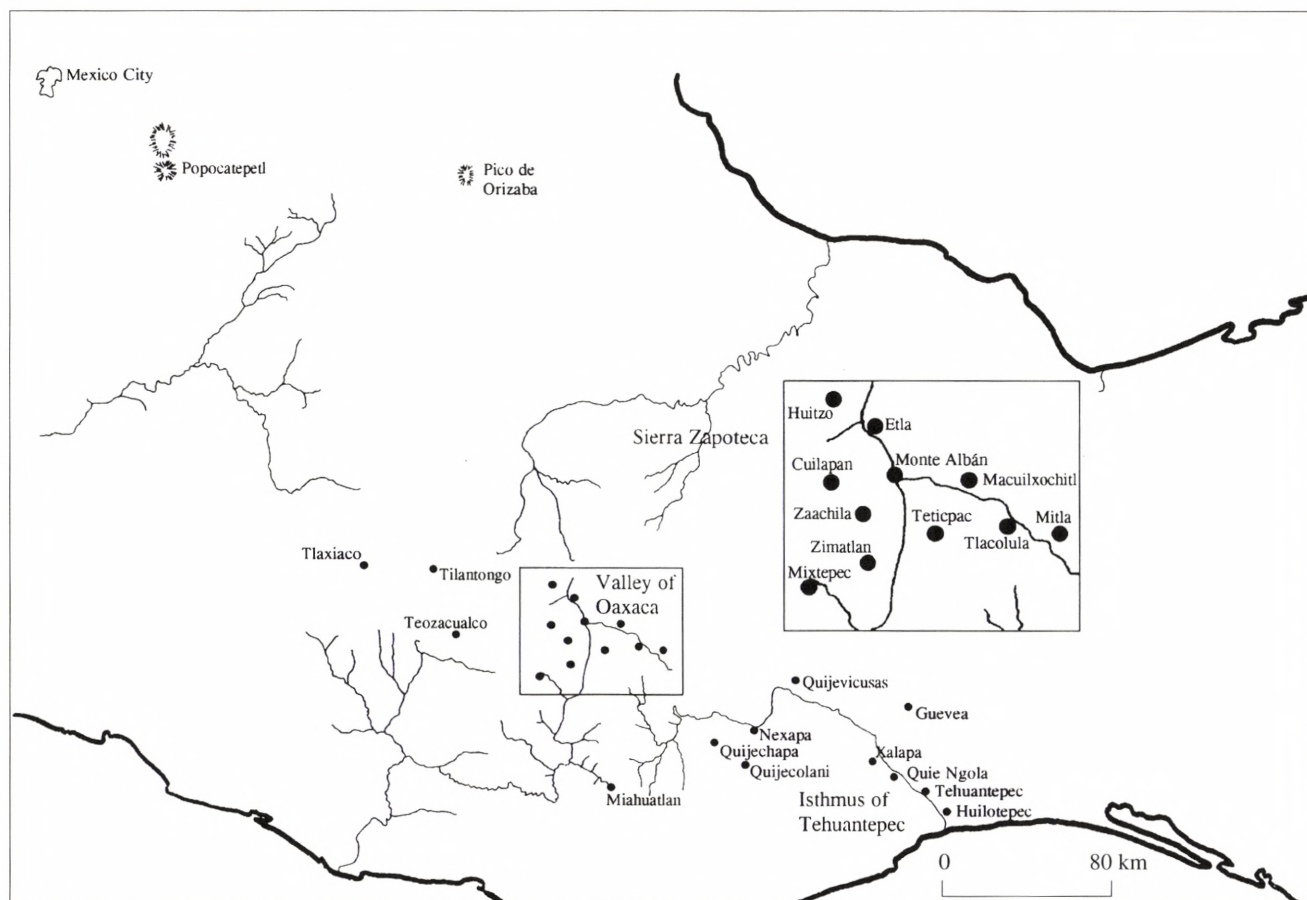 Mexico City
Popocatepetl
Pico de
Orizaba
Sierra Zapoteca
Huitzo
Etla
Cuilapan
Monte Albán
Macuilxochitl
Zaachila
Teticpac
Mitla
Tlacolula
Zimatlan
Mixtepec
Tlaxiaco
Tilantongo
Valley of
Oaxaca
Teozacualco
Quijevicusas
Guevea
Nexapa
Quijechapa
Xalapa
Quijecolani
Quie Ngola
Tehuantepec
Miahuatlan
Isthmus of
Tehuantepec
Huilotepec
0 80 km